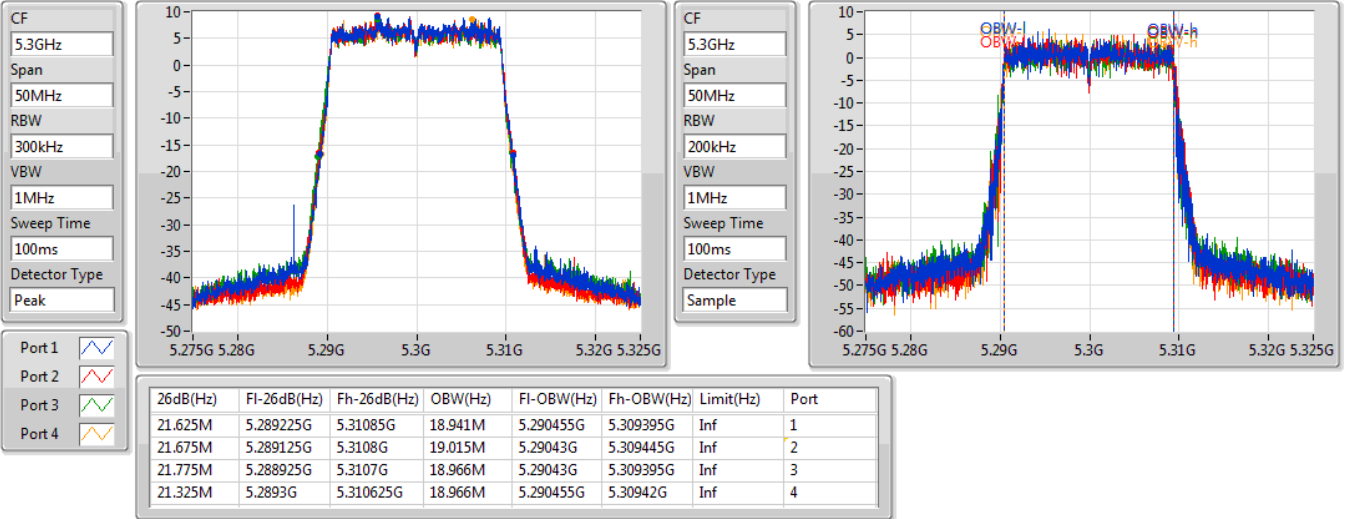 CF
5.3GHz
Span
50MHz
RBW
300kHz
VBW
1MHz
Sweep Time
100ms
Detector Type
Peak
10
5
0
-5
-10
-15
-20
-25
-30
-35
-40
-45
-50
5.275G 5.28G 5.29G 5.3G 5.31G 5.32G 5.325G
CF
5.3GHz
Span
50MHz
RBW
200kHz
VBW
1MHz
Sweep Time
100ms
Detector Type
Sample
10
5
0
-5
-10
-15
-20
-25
-30
-35
-40
-45
-50
-55
-60
OBW-l OBW-h
5.275G 5.28G 5.29G 5.3G 5.31G 5.32G 5.325G
Port 1
Port 2
Port 3
Port 4
26dB(Hz) Fl-26dB(Hz) Fh-26dB(Hz) OBW(Hz) Fl-OBW(Hz) Fh-OBW(Hz) Limit(Hz) Port
21.625M 5.289225G 5.31085G 18.941M 5.290455G 5.309395G Inf 1
21.675M 5.289125G 5.3108G 19.015M 5.29043G 5.309445G Inf 2
21.775M 5.288925G 5.3107G 18.966M 5.29043G 5.309395G Inf 3
21.325M 5.2893G 5.310625G 18.966M 5.290455G 5.30942G Inf 4